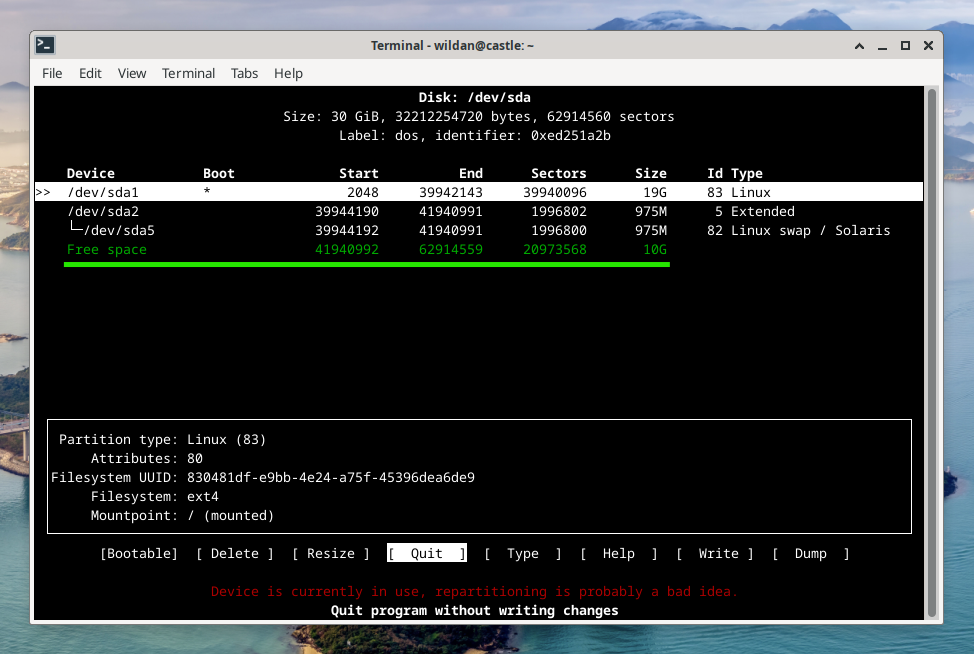 Terminal - wildan@castle: ~
File Edit View Terminal Tabs Help
Disk: /dev/sda
Size: 30 GiB, 32212254720 bytes, 62914560 sectors
Label: dos, identifier: 0xed251a2b
Device Boot Start End Sectors Size Id Type
>> /dev/sda1 * 2048 39942143 39940096 19G 83 Linux
/dev/sda2 39944190 41940991 1996802 975M 5 Extended
└─/dev/sda5 39944192 41940991 1996800 975M 82 Linux swap / Solaris
Free space 41940992 62914559 20973568 10G
Partition type: Linux (83)
Attributes: 80
Filesystem UUID: 830481df-e9bb-4e24-a75f-45396dea6de9
Filesystem: ext4
Mountpoint: / (mounted)
[Bootable] [ Delete ] [ Resize ] [ Quit ] [ Type ] [ Help ] [ Write ] [ Dump ]
Device is currently in use, repartitioning is probably a bad idea.
Quit program without writing changes